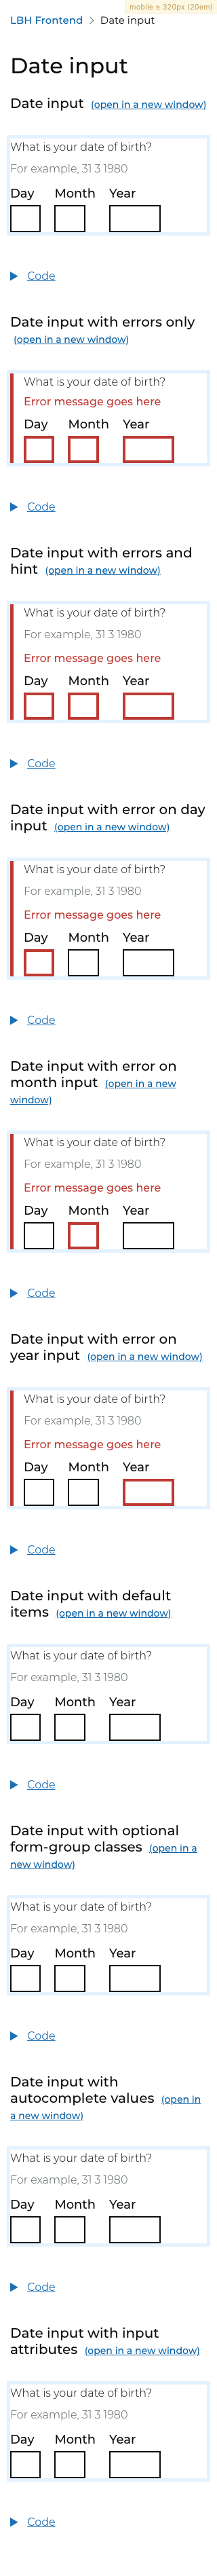 mobile ≥ 320px (20em)
LBH Frontend > Date input
Date input
Date input (open in a new window)
What is your date of birth?
For example, 31 3 1980
Day Month Year
Code
Date input with errors only
(open in a new window)
What is your date of birth?
Error message goes here
Day Month Year
Code
Date input with errors and
hint (open in a new window)
What is your date of birth?
For example, 31 3 1980
Error message goes here
Day Month Year
Code
Date input with error on day
input (open in a new window)
What is your date of birth?
For example, 31 3 1980
Error message goes here
Day Month Year
Code
Date input with error on
month input (open in a new
window)
What is your date of birth?
For example, 31 3 1980
Error message goes here
Day Month Year
Code
Date input with error on
year input (open in a new window)
What is your date of birth?
For example, 31 3 1980
Error message goes here
Day Month Year
Code
Date input with default
items (open in a new window)
What is your date of birth?
For example, 31 3 1980
Day Month Year
Code
Date input with optional
form-group classes (open in a
new window)
What is your date of birth?
For example, 31 3 1980
Day Month Year
Code
Date input with
autocomplete values (open in
a new window)
What is your date of birth?
For example, 31 3 1980
Day Month Year
Code
Date input with input
attributes (open in a new window)
What is your date of birth?
For example, 31 3 1980
Day Month Year
Code